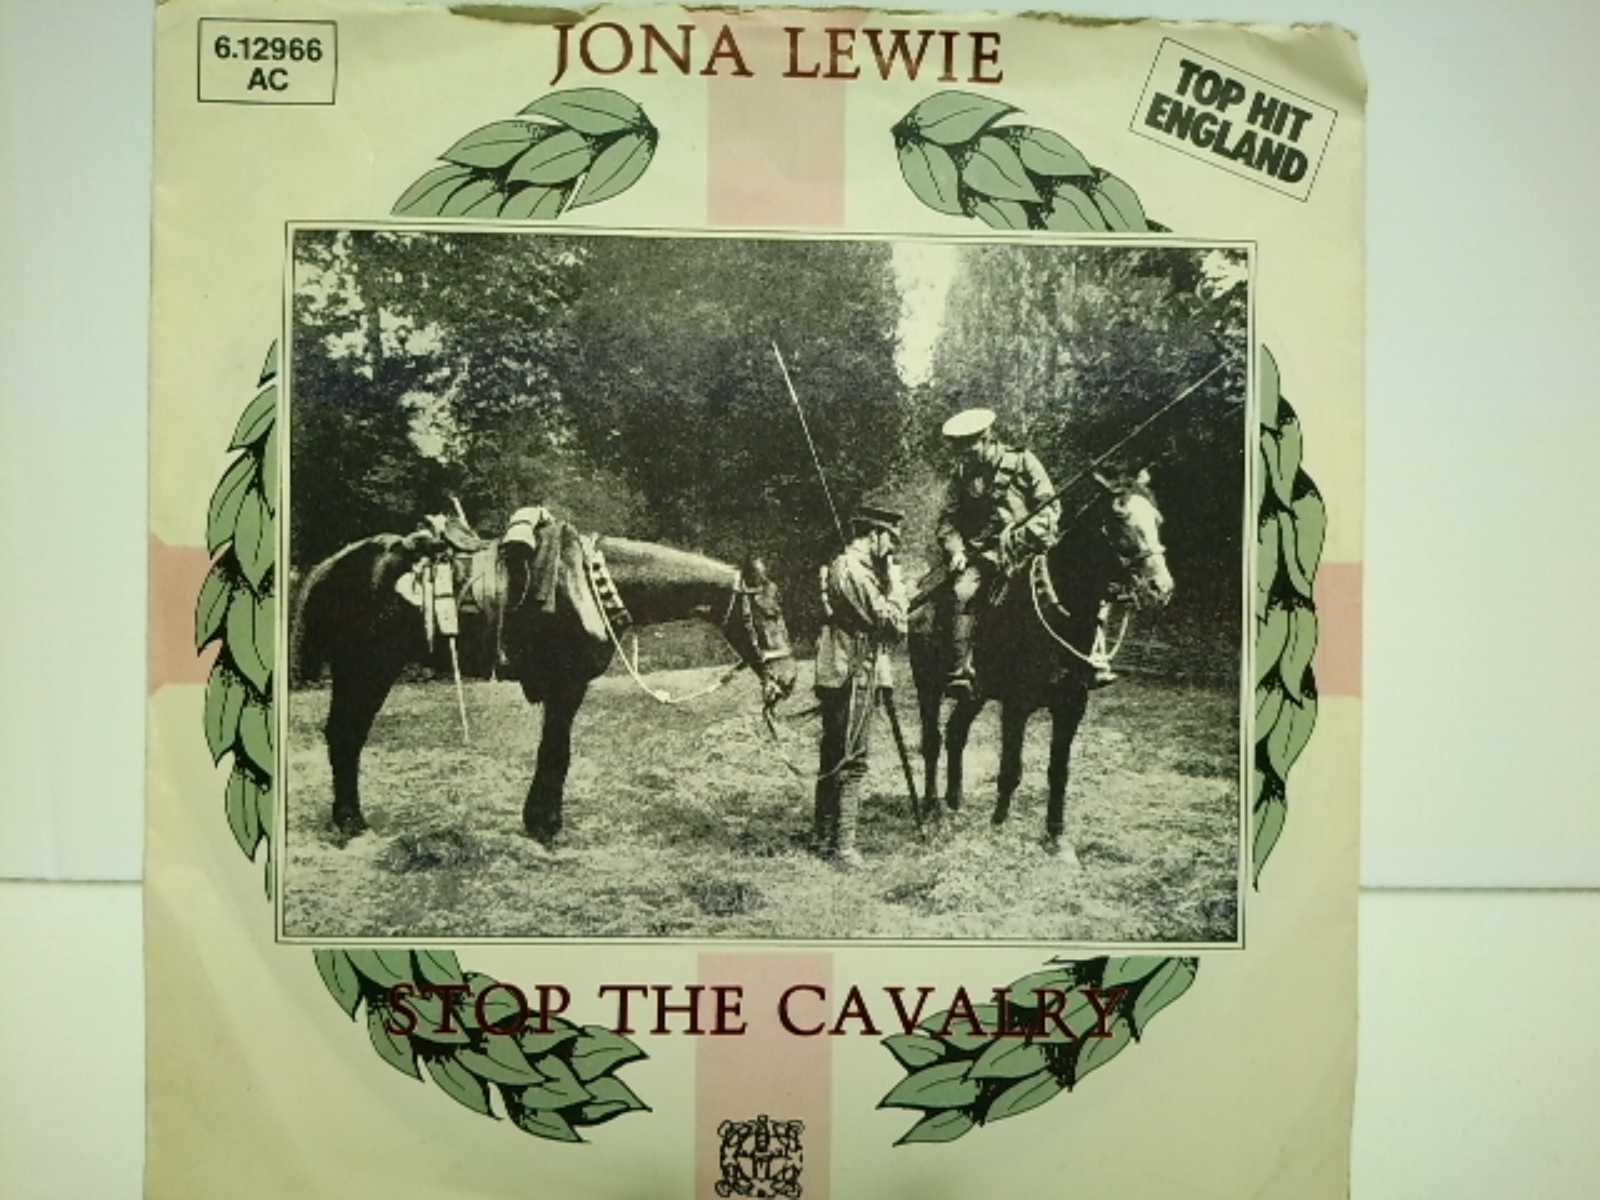 6.12966
AC
JONA LEWIE
TOP HIT
ENGLAND
STOP THE CAVALRY